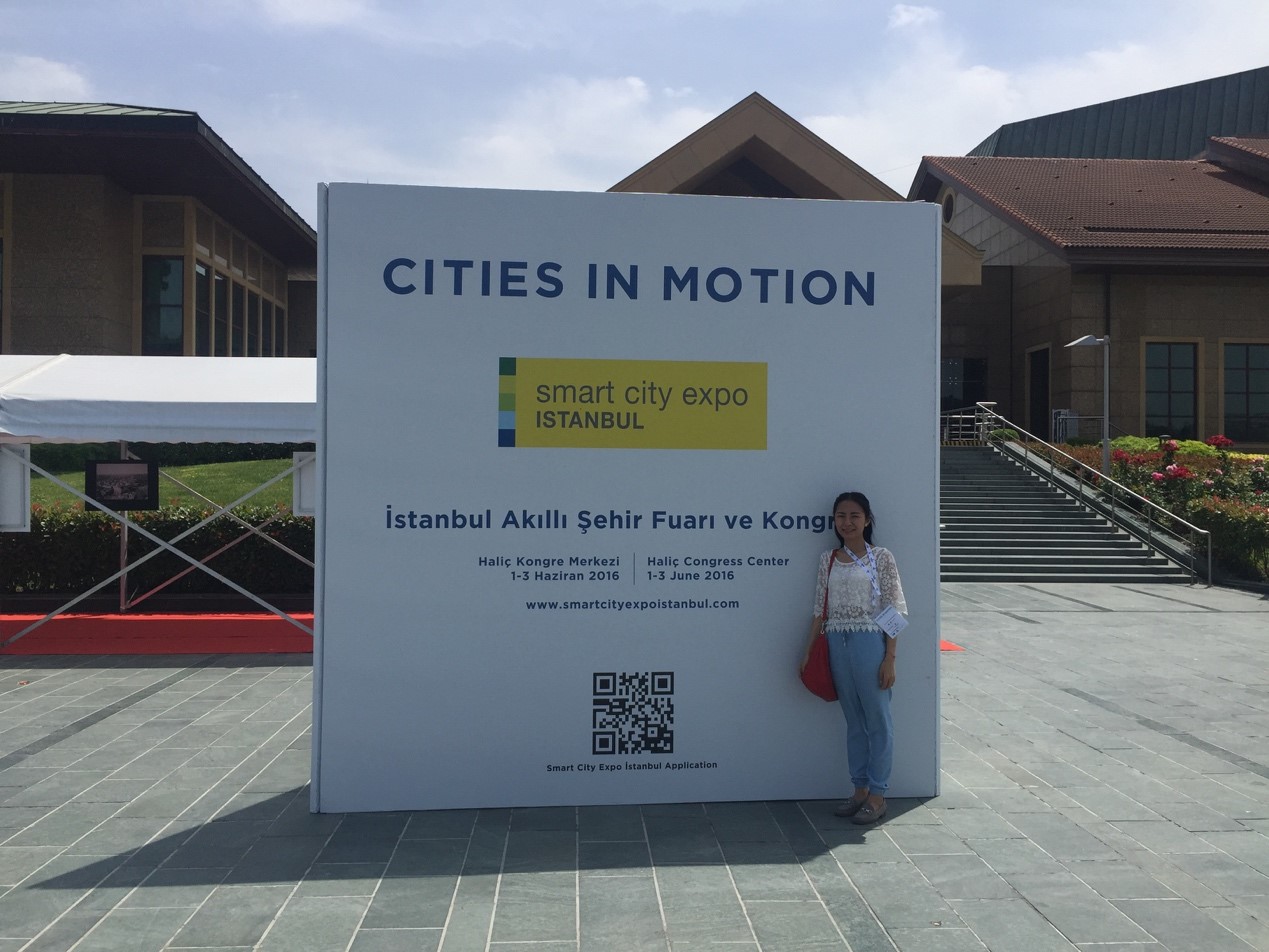 CITIES IN MOTION
smart city expo
ISTANBUL
İstanbul Akıllı Şehir Fuarı ve
Haliç Kongre Merkezi
1-3 Haziran 2016
Haliç Congress Center
1-3 June 2016
www.smartcityexpoistanbul.com
Smart City Expo İstanbul Application